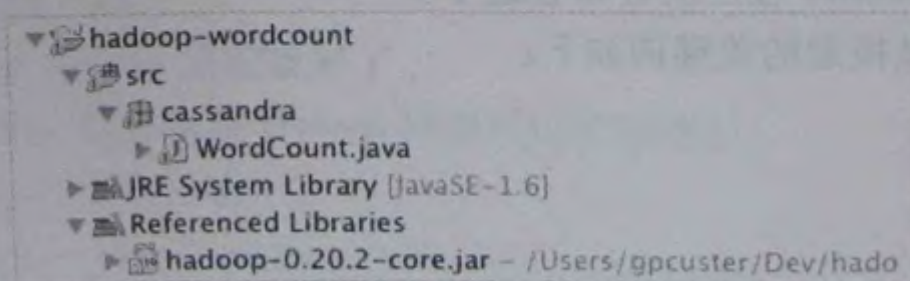 hadoop-wordcount
src
cassandra
WordCount.java
JRE System Library [JavaSE-1.6]
Referenced Libraries
hadoop-0.20.2-core.jar - /Users/gpcuster/Dev/hado